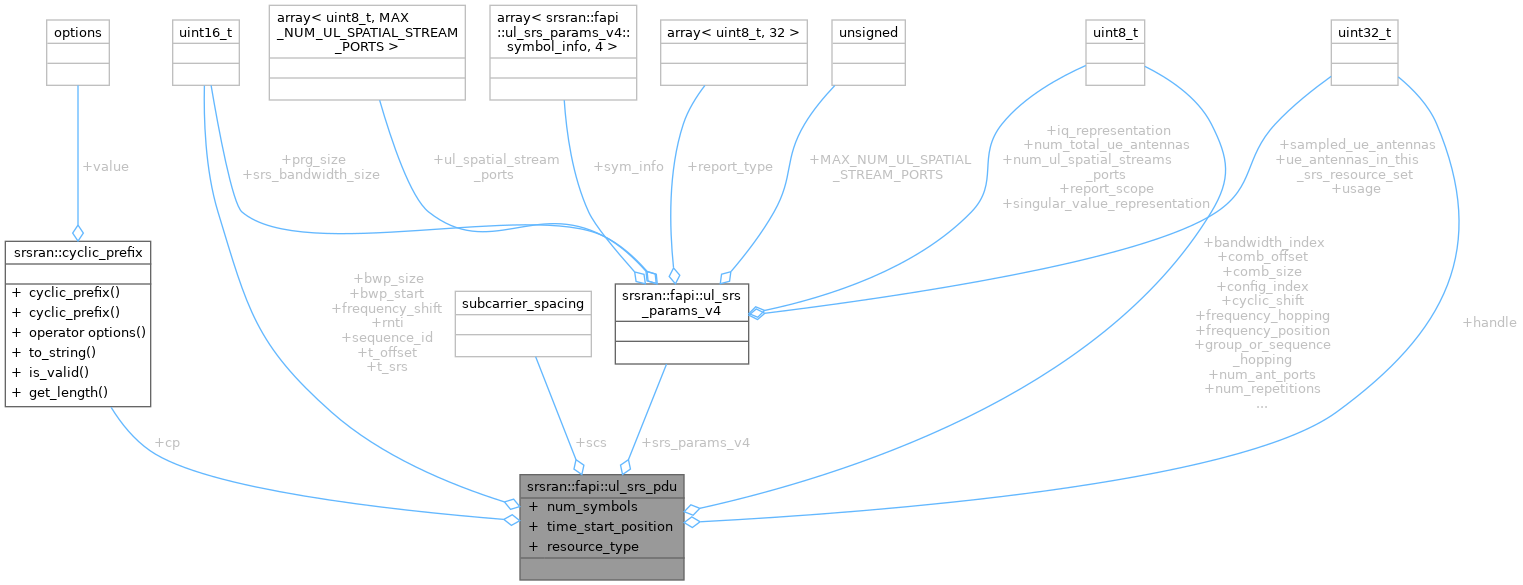 options
uint16_t
array< uint8_t, MAX
_NUM_UL_SPATIAL_STREAM
_PORTS >
array< srsran::fapi
::ul_srs_params_v4::
symbol_info, 4 >
array< uint8_t, 32 >
unsigned
uint8_t
uint32_t
+value
+prg_size
+srs_bandwidth_size
+ul_spatial_stream
_ports
+sym_info
+report_type
+MAX_NUM_UL_SPATIAL
_STREAM_PORTS
+iq_representation
+num_total_ue_antennas
+num_ul_spatial_streams
_ports
+report_scope
+singular_value_representation
+sampled_ue_antennas
+ue_antennas_in_this
_srs_resource_set
+usage
srsran::cyclic_prefix
+ cyclic_prefix()
+ cyclic_prefix()
+ operator options()
+ to_string()
+ is_valid()
+ get_length()
+bwp_size
+bwp_start
+frequency_shift
+rnti
+sequence_id
+t_offset
+t_srs
subcarrier_spacing
srsran::fapi::ul_srs
_params_v4
+bandwidth_index
+comb_offset
+comb_size
+config_index
+cyclic_shift
+frequency_hopping
+frequency_position
+group_or_sequence
_hopping
+num_ant_ports
+num_repetitions
...
+handle
+cp
+scs
+srs_params_v4
srsran::fapi::ul_srs_pdu
+ num_symbols
+ time_start_position
+ resource_type